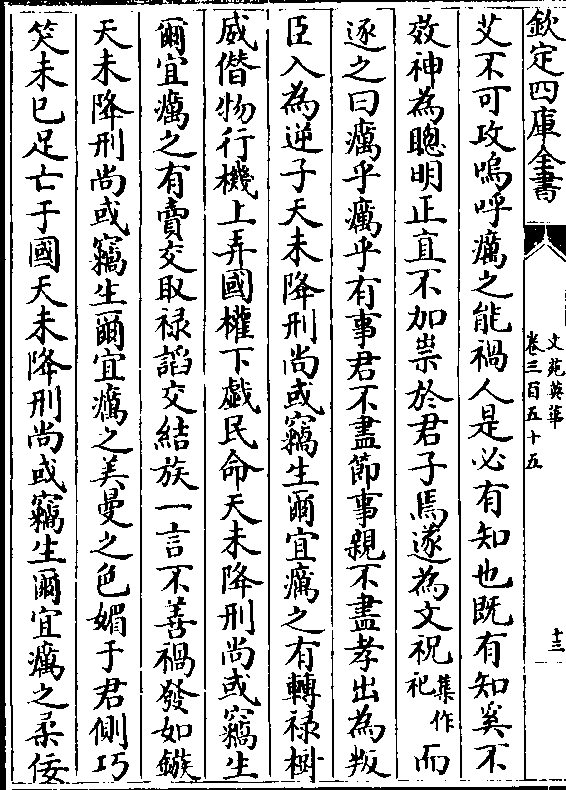 欽定四庫全書
文苑英華
卷三百五十五
十三
艾不可攻嗚呼癘之能禍人是必有知也既有知奚不
效神為聰明正直不加祟於君子焉遂為文祝集作祀而
逐之曰癘乎癘乎有事君不盡節事親不盡孝出為叛
臣入為逆子天未降刑尚或竊生爾宜癘之有轉祿樹
威僭物行機上弄國權下戲民命天未降刑尚或竊生
爾宜癘之有賣交取祿謟交結族一言不善禍發如鏃
天未降刑尚或竊生爾宜癘之美曼之色媚于君側巧
笑未已足亡于國天未降刑尚或竊生爾宜癘之柔佞